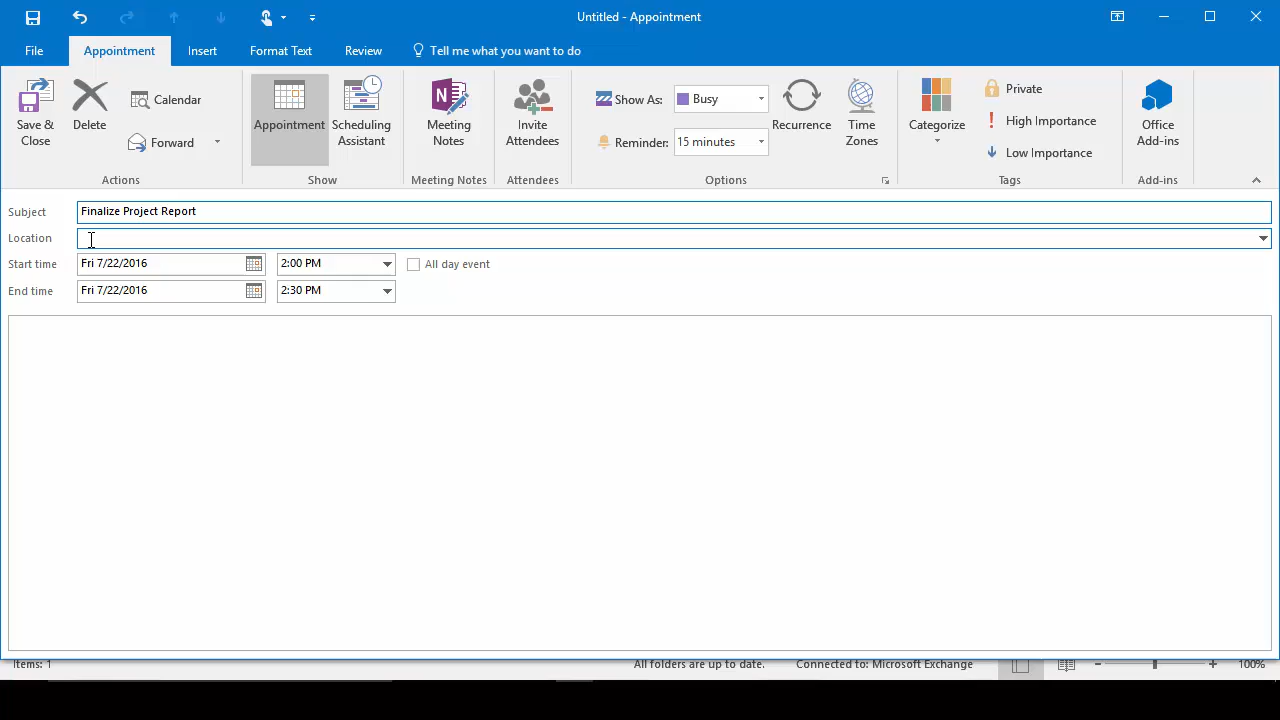 Untitled - Appointment
File Appointment Insert Format Text Review Tell me what you want to do
Save & Close
Delete
Calendar
Forward
Actions
Appointment
Scheduling Assistant
Show
Meeting Notes
Meeting Notes
Invite Attendees
Attendees
Show As: Busy
Reminder: 15 minutes
Recurrence
Time Zones
Options
Categorize
Private
High Importance
Low Importance
Tags
Office Add-ins
Add-ins
Subject Finalize Project Report
Location
Start time Fri 7/22/2016 2:00 PM All day event
End time Fri 7/22/2016 2:30 PM
Items: 1 All folders are up to date. Connected to: Microsoft Exchange 100%